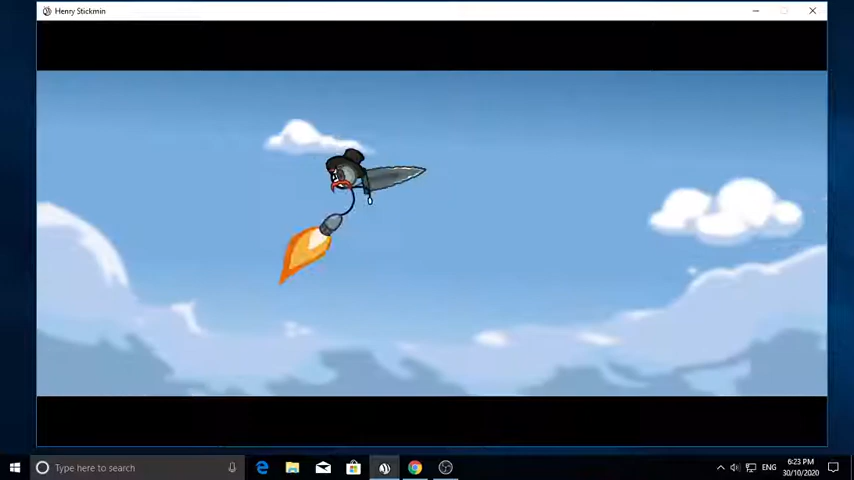 Henry Stickmin
Type here to search
ENG
6:23 PM
30/10/2020